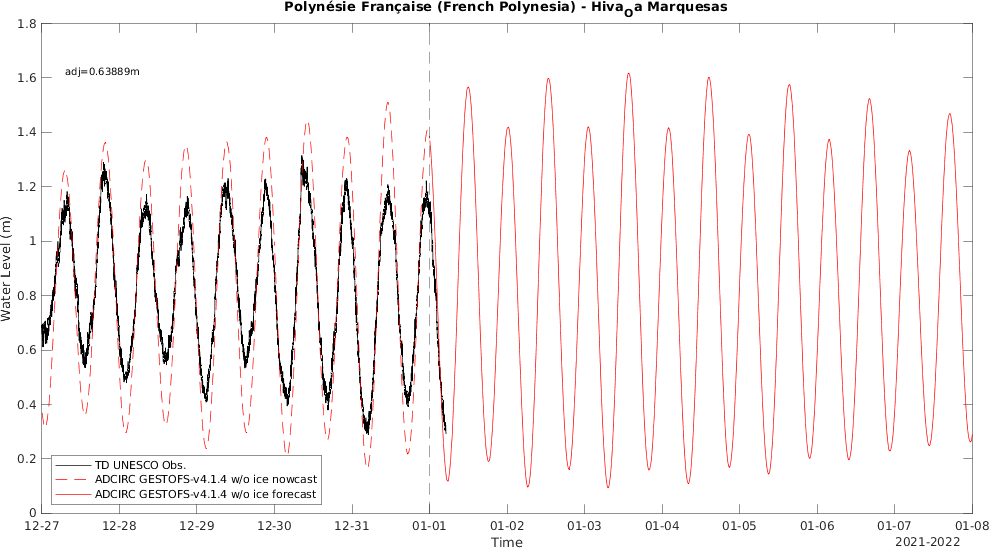 Polynésie Française (French Polynesia) - HivaOa Marquesas
adj=0.63889m
Water Level (m)
1.8
1.6
1.4
1.2
1
0.8
0.6
0.4
0.2
0
TD UNESCO Obs.
ADCIRC GESTOFS-v4.1.4 w/o ice nowcast
ADCIRC GESTOFS-v4.1.4 w/o ice forecast
12-27 12-28 12-29 12-30 12-31 01-01 01-02 01-03 01-04 01-05 01-06 01-07 01-08
Time
2021-2022